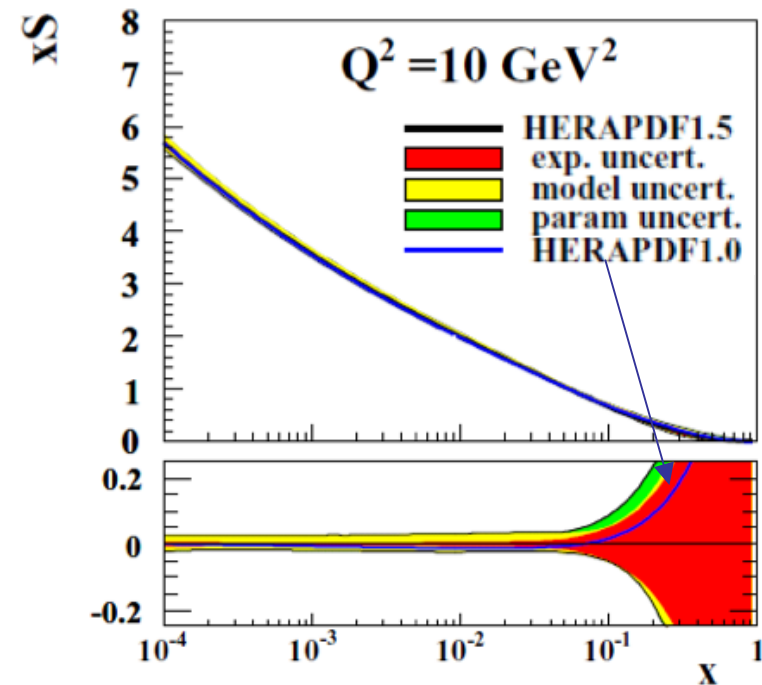 xS
8
Q² =10 GeV²
7
6
HERAPDF1.5
exp. uncert.
5
model uncert.
param uncert.
4
HERAPDF1.0
3
2
1
0
0.2
0
-0.2
10⁻⁴ 10⁻³ 10⁻² 10⁻¹ 1
x